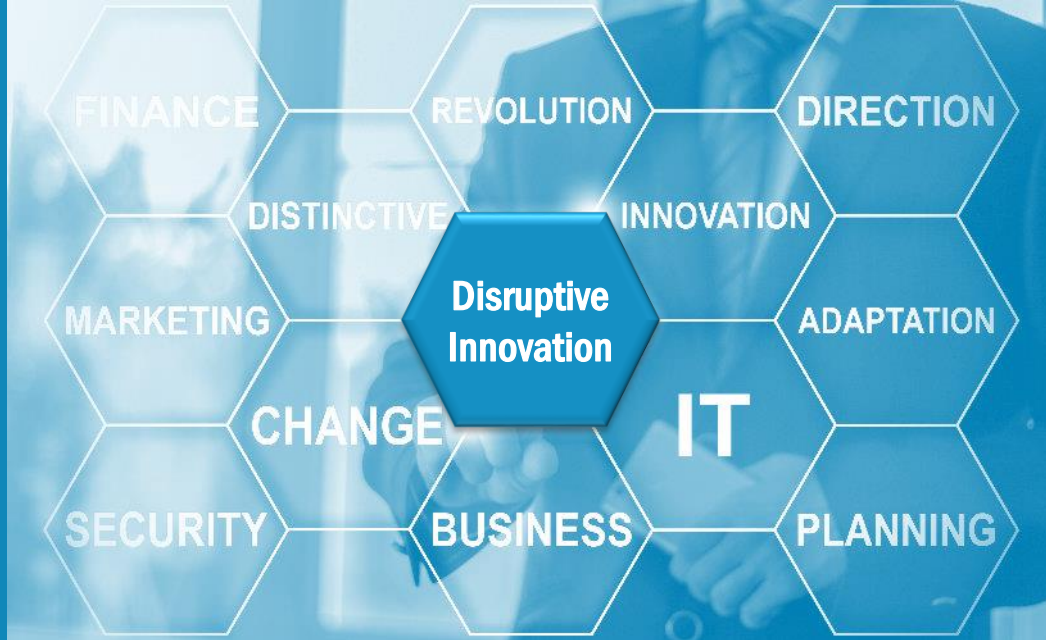 FINANCE
REVOLUTION
DIRECTION
DISTINCTIVE
INNOVATION
Disruptive
Innovation
MARKETING
ADAPTATION
CHANGE
IT
SECURITY
BUSINESS
PLANNING